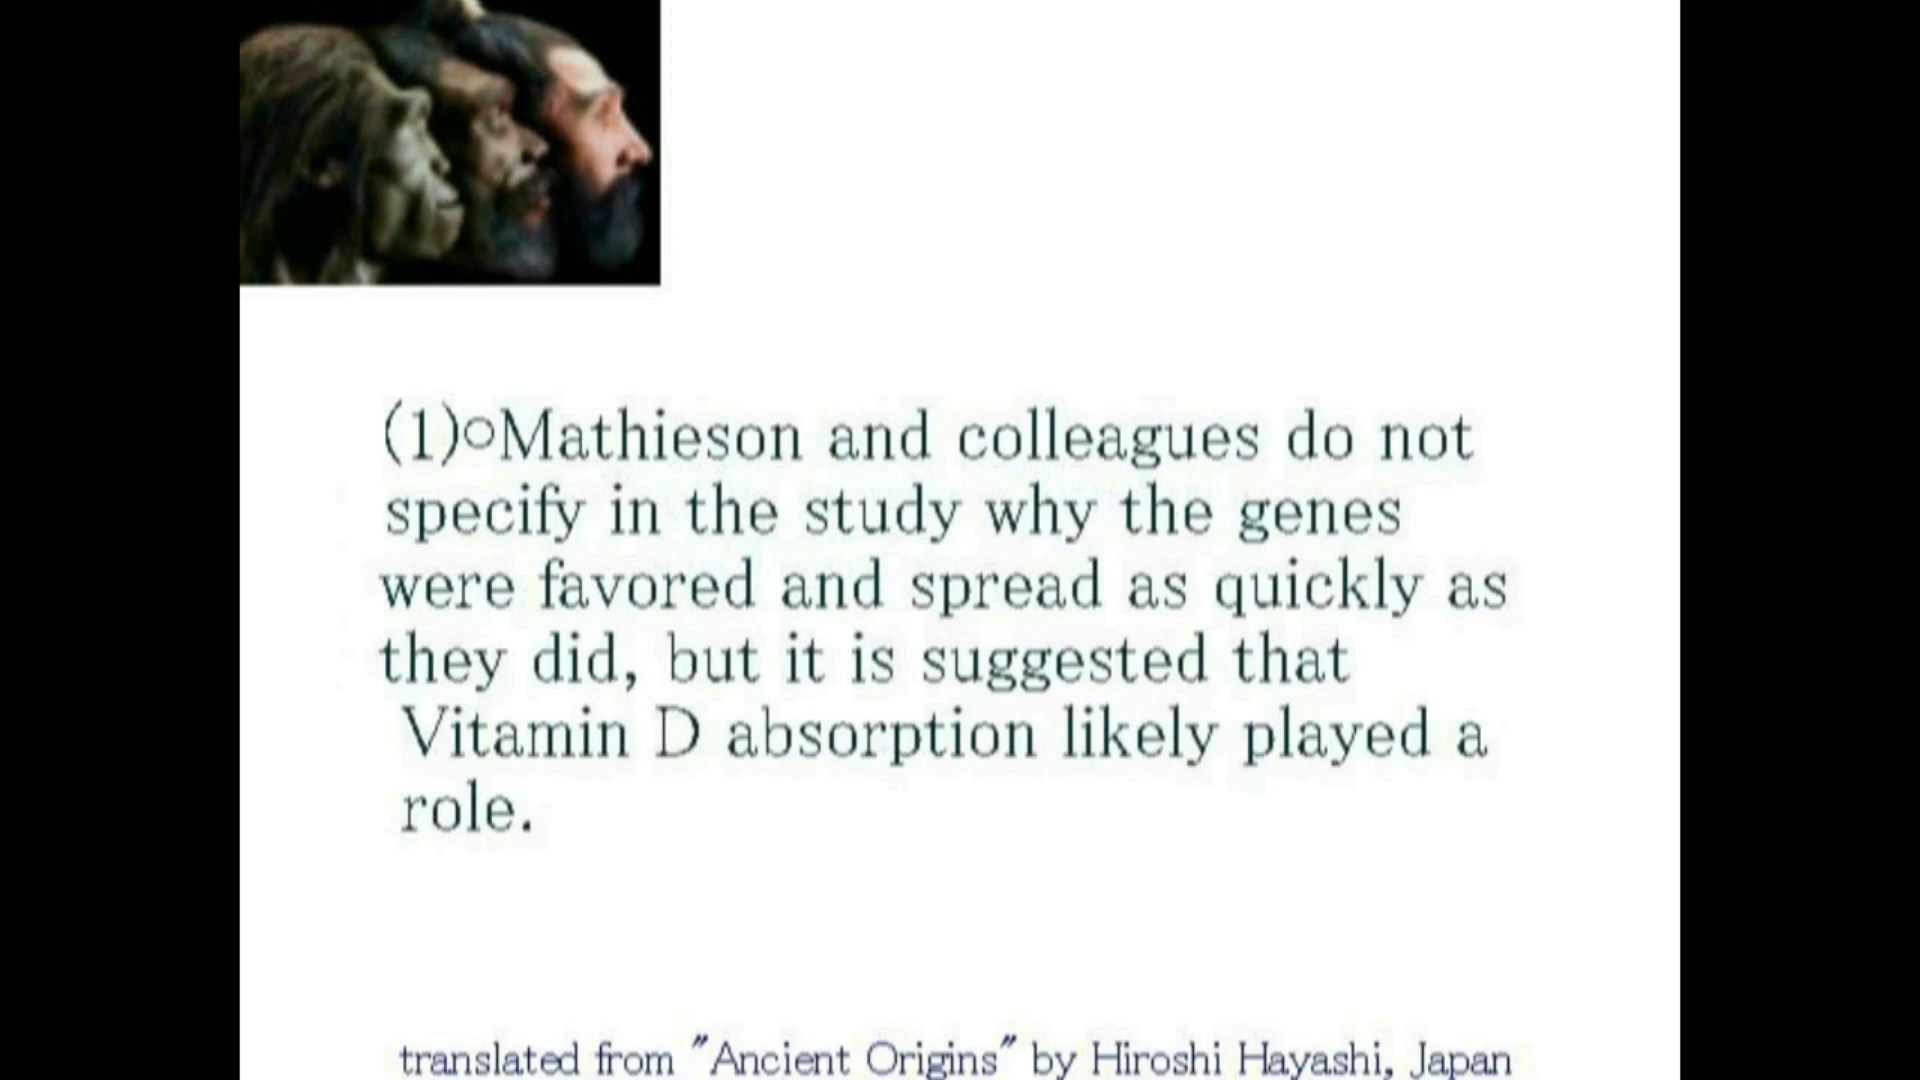 (1)○Mathieson and colleagues do not
specify in the study why the genes
were favored and spread as quickly as
they did, but it is suggested that
Vitamin D absorption likely played a
role.
translated from "Ancient Origins" by Hiroshi Hayashi, Japan